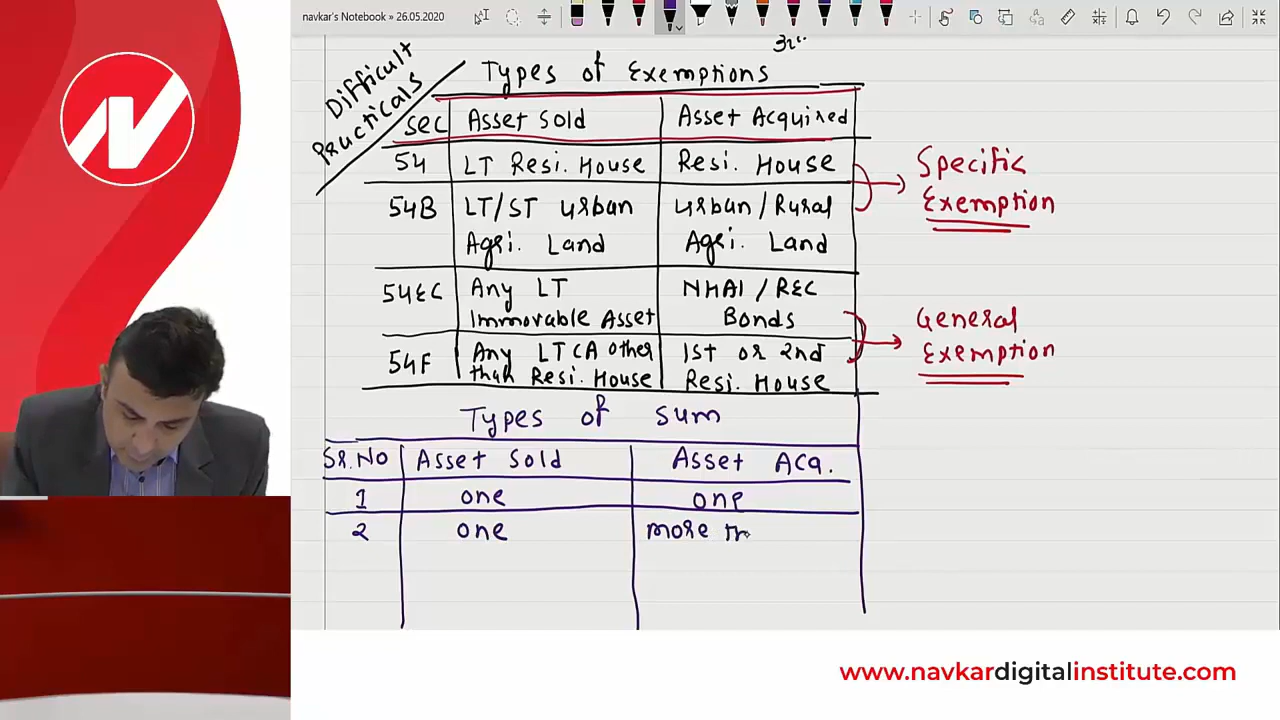 navkar's Notebook » 26.05.2020
Difficult
Practicals
Types of Exemptions
Sec Asset Sold Asset Acquired
54 LT Resi. House Resi. House
54B LT/ST Urban Urban / Rural
Agri. Land Agri. Land
Specific
Exemption
54EC Any LT NHAI / REC
Immovable Asset Bonds
54F Any LTCA other 1st or 2nd
than Resi. House Resi. House
General
Exemption
Types of Sum
Sr.No Asset Sold Asset Acq.
1 one one
2 one more
www.navkardigitalinstitute.com